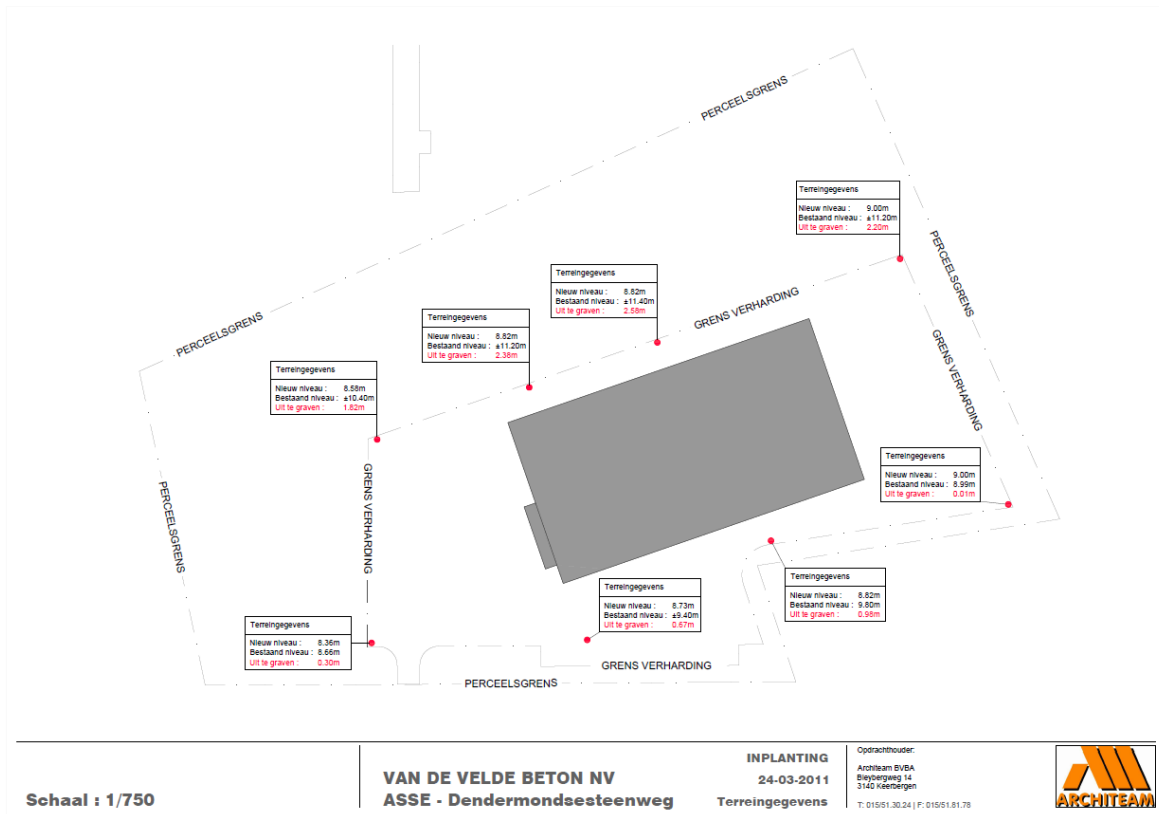 PERCEELSGRENS
Terreingegevens
Nieuw niveau : 9.00m
Bestaand niveau : ±11.20m
Uit te graven : 2.20m
PERCEELSGRENS
Terreingegevens
Nieuw niveau : 8.82m
Bestaand niveau : ±11.40m
Uit te graven : 2.58m
GRENS VERHARDING
PERCEELSGRENS
Terreingegevens
Nieuw niveau : 8.82m
Bestaand niveau : ±11.20m
Uit te graven : 2.38m
GRENS VERHARDING
Terreingegevens
Nieuw niveau : 8.58m
Bestaand niveau : ±10.40m
Uit te graven : 1.82m
Terreingegevens
Nieuw niveau : 9.00m
Bestaand niveau : 8.99m
Uit te graven : 0.01m
PERCEELSGRENS
GRENS VERHARDING
Terreingegevens
Nieuw niveau : 8.82m
Bestaand niveau : 9.80m
Uit te graven : 0.98m
Terreingegevens
Nieuw niveau : 8.73m
Bestaand niveau : ±9.40m
Uit te graven : 0.67m
Terreingegevens
Nieuw niveau : 8.36m
Bestaand niveau : 8.66m
Uit te graven : 0.30m
GRENS VERHARDING
PERCEELSGRENS
Schaal : 1/750
VAN DE VELDE BETON NV
ASSE - Dendermondsesteenweg
INPLANTING
24-03-2011
Terreingegevens
Opdrachthouder:
Architeam BVBA
Bieybergweg 14
3140 Keerbergen
T: 015/51.30.24 | F: 015/51.81.78
ARCHITEAM